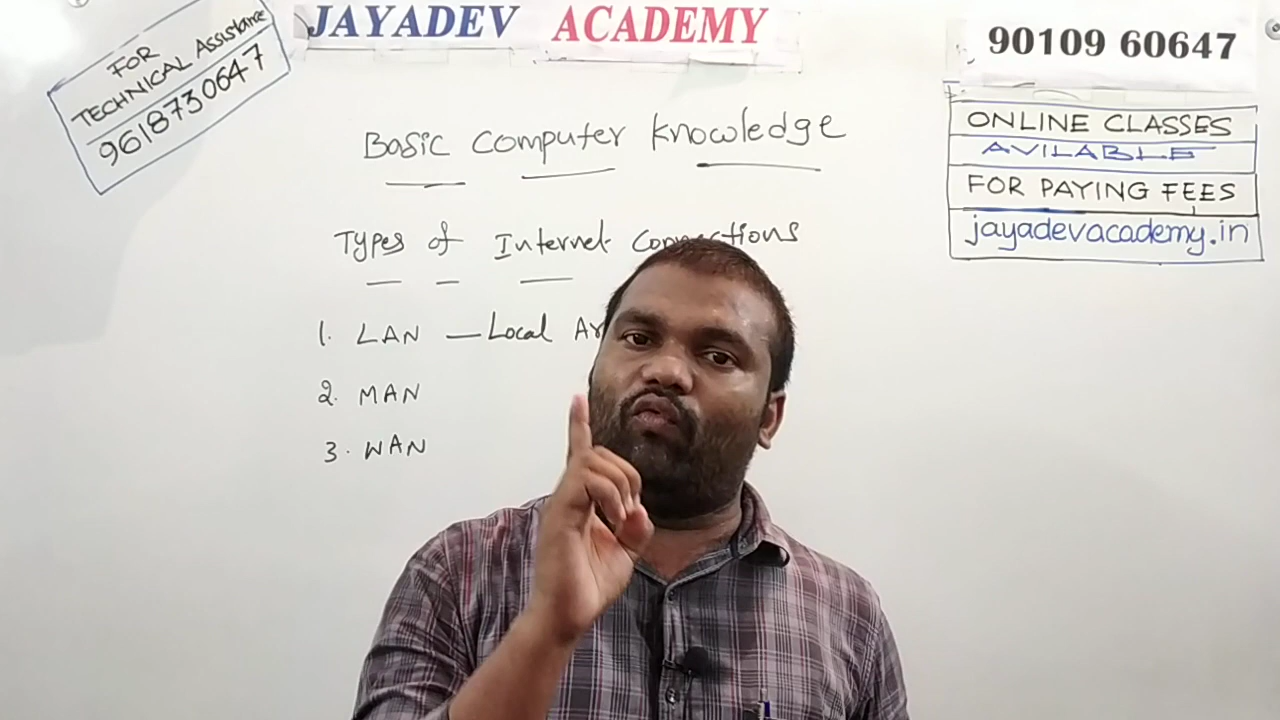 FOR
TECHNICAL Assistance
9618730647
JAYADEV ACADEMY
90109 60647
ONLINE CLASSES
AVILABLE
FOR PAYING FEES
jayadevacademy.in
Basic Computer Knowledge
Types of Internet Connections
1. LAN — Local Ar
2. MAN
3. WAN